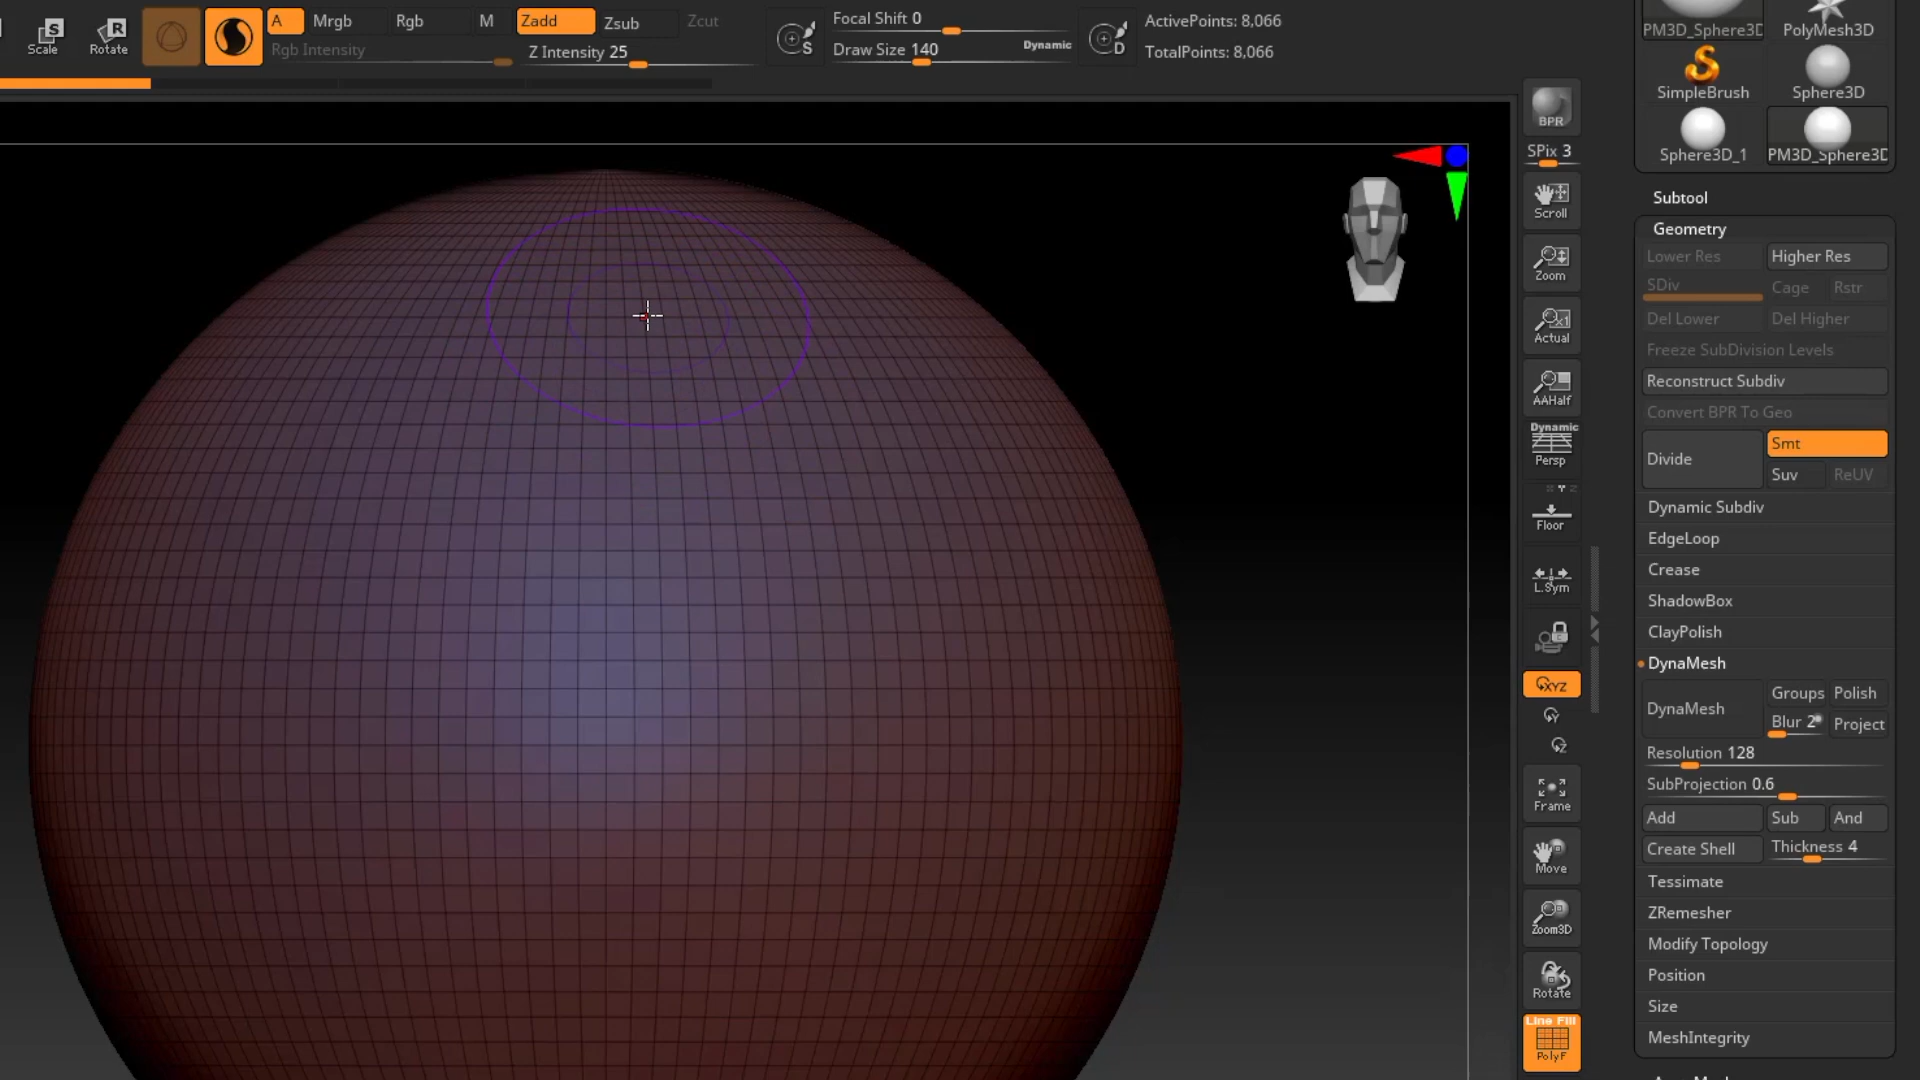 Scale
Rotate
A
Mrgb
Rgb
M
Rgb Intensity
Zadd
Zsub
Zcut
Z Intensity 25
S
Focal Shift 0
Draw Size 140
Dynamic
D
ActivePoints: 8,066
TotalPoints: 8,066
PM3D_Sphere3D
PolyMesh3D
SimpleBrush
Sphere3D
Sphere3D_1
PM3D_Sphere3D
BPR
SPix 3
Scroll
Zoom
Actual
AAHalf
Dynamic
Persp
Floor
L.Sym
XYZ
Y
Z
Frame
Move
Zoom3D
Rotate
Line Fill
PolyF
Subtool
Geometry
Lower Res
Higher Res
SDiv
Cage
Rstr
Del Lower
Del Higher
Freeze SubDivision Levels
Reconstruct Subdiv
Convert BPR To Geo
Divide
Smt
Suv
ReUV
Dynamic Subdiv
EdgeLoop
Crease
ShadowBox
ClayPolish
DynaMesh
DynaMesh
Groups
Polish
Blur 2
Project
Resolution 128
SubProjection 0.6
Add
Sub
And
Create Shell
Thickness 4
Tessimate
ZRemesher
Modify Topology
Position
Size
MeshIntegrity